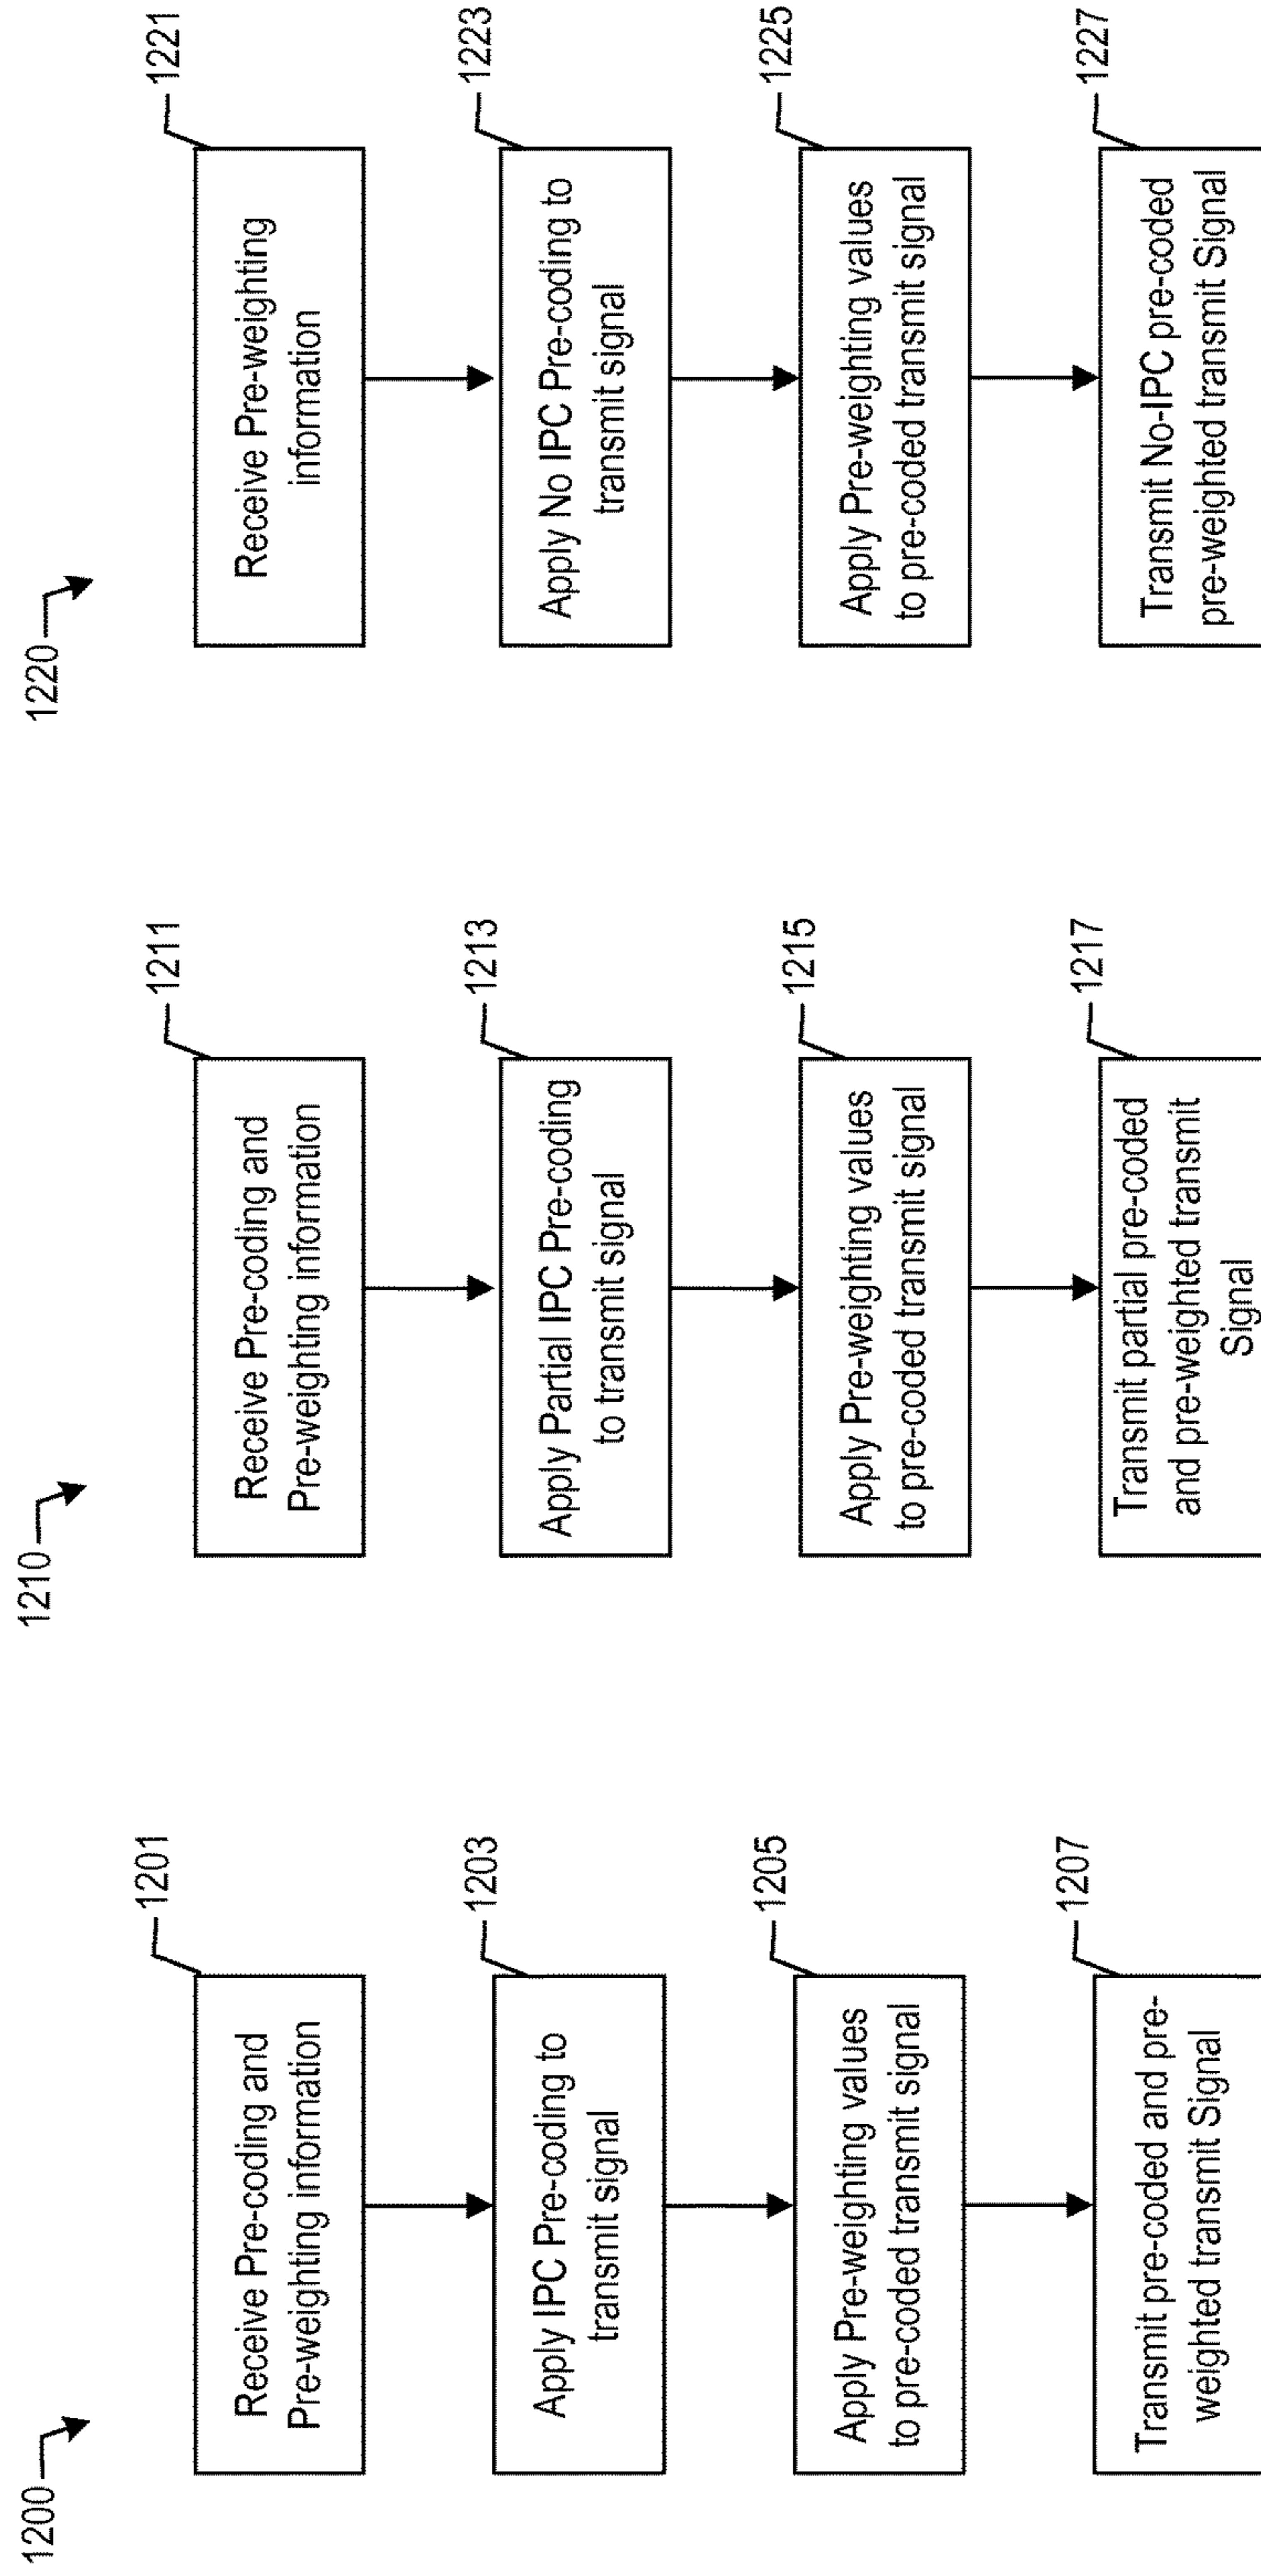 1200
1201
Receive Pre-coding and
Pre-weighting information
1203
Apply IPC Pre-coding to
transmit signal
1205
Apply Pre-weighting values
to pre-coded transmit signal
1207
Transmit pre-coded and pre-
weighted transmit Signal
1210
1211
Receive Pre-coding and
Pre-weighting information
1213
Apply Partial IPC Pre-coding
to transmit signal
1215
Apply Pre-weighting values
to pre-coded transmit signal
1217
Transmit partial pre-coded
and pre-weighted transmit
Signal
1220
1221
Receive Pre-weighting
information
1223
Apply No IPC Pre-coding to
transmit signal
1225
Apply Pre-weighting values
to pre-coded transmit signal
1227
Transmit No-IPC pre-coded
pre-weighted transmit Signal